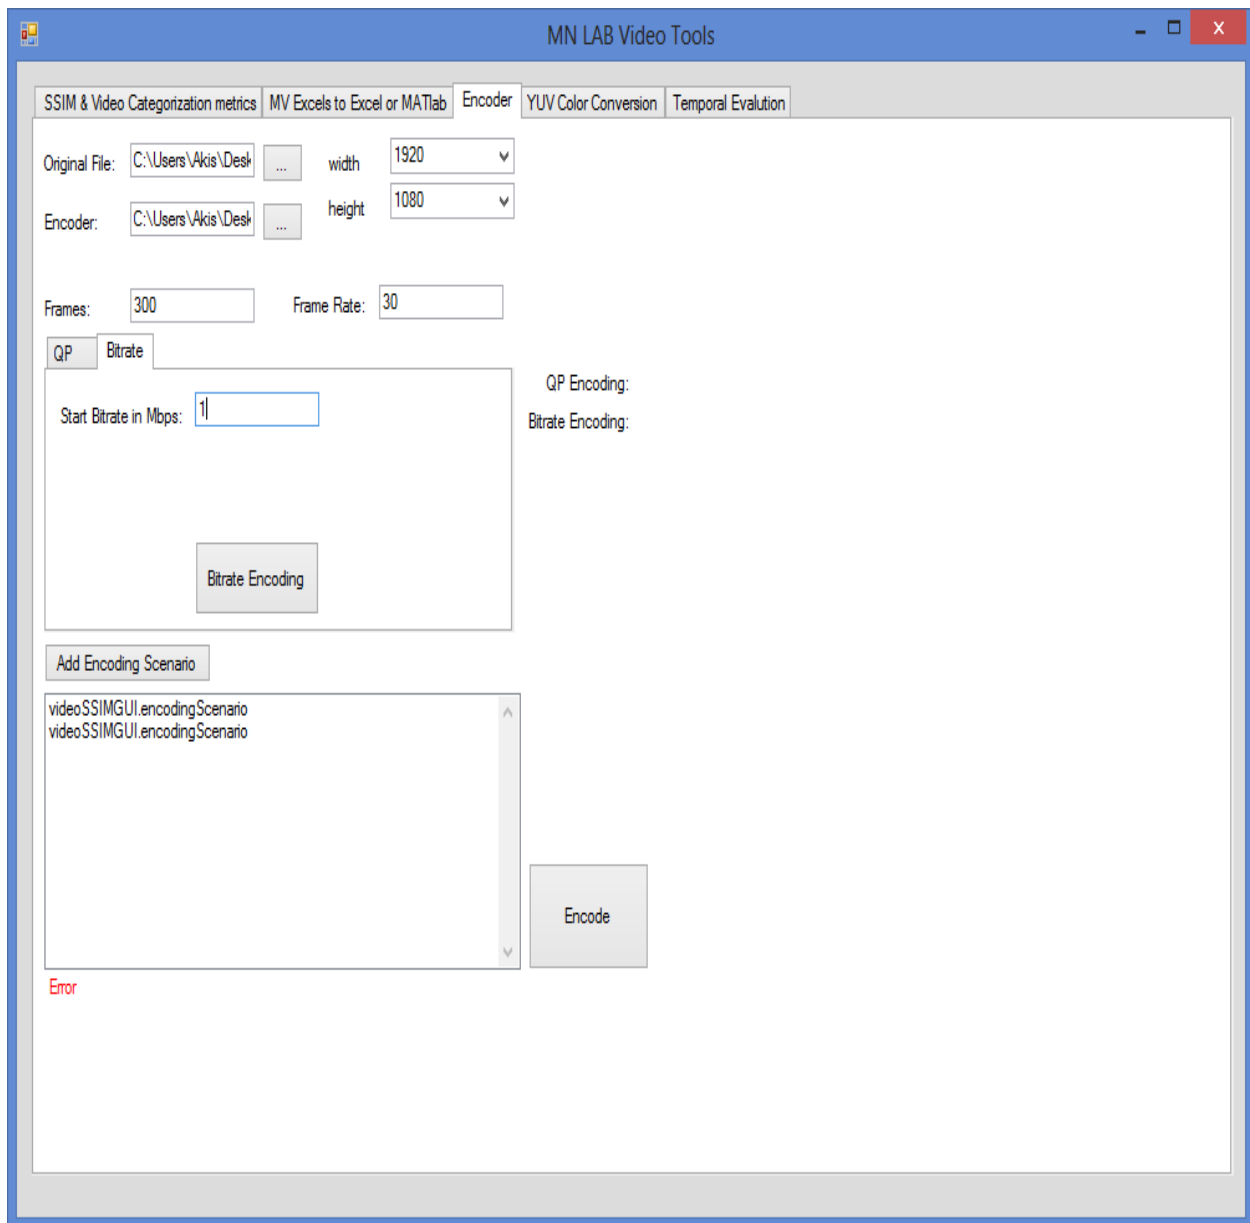 MN LAB Video Tools
SSIM & Video Categorization metrics
MV Excels to Excel or MATlab
Encoder
YUV Color Conversion
Temporal Evalution
Original File:
C:\Users\Akis\Desk
...
width
1920
Encoder:
C:\Users\Akis\Desk
...
height
1080
Frames:
300
Frame Rate:
30
QP
Bitrate
Start Bitrate in Mbps:
1
QP Encoding:
Bitrate Encoding:
Bitrate Encoding
Add Encoding Scenario
videoSSIMGUI.encodingScenario
videoSSIMGUI.encodingScenario
Encode
Error